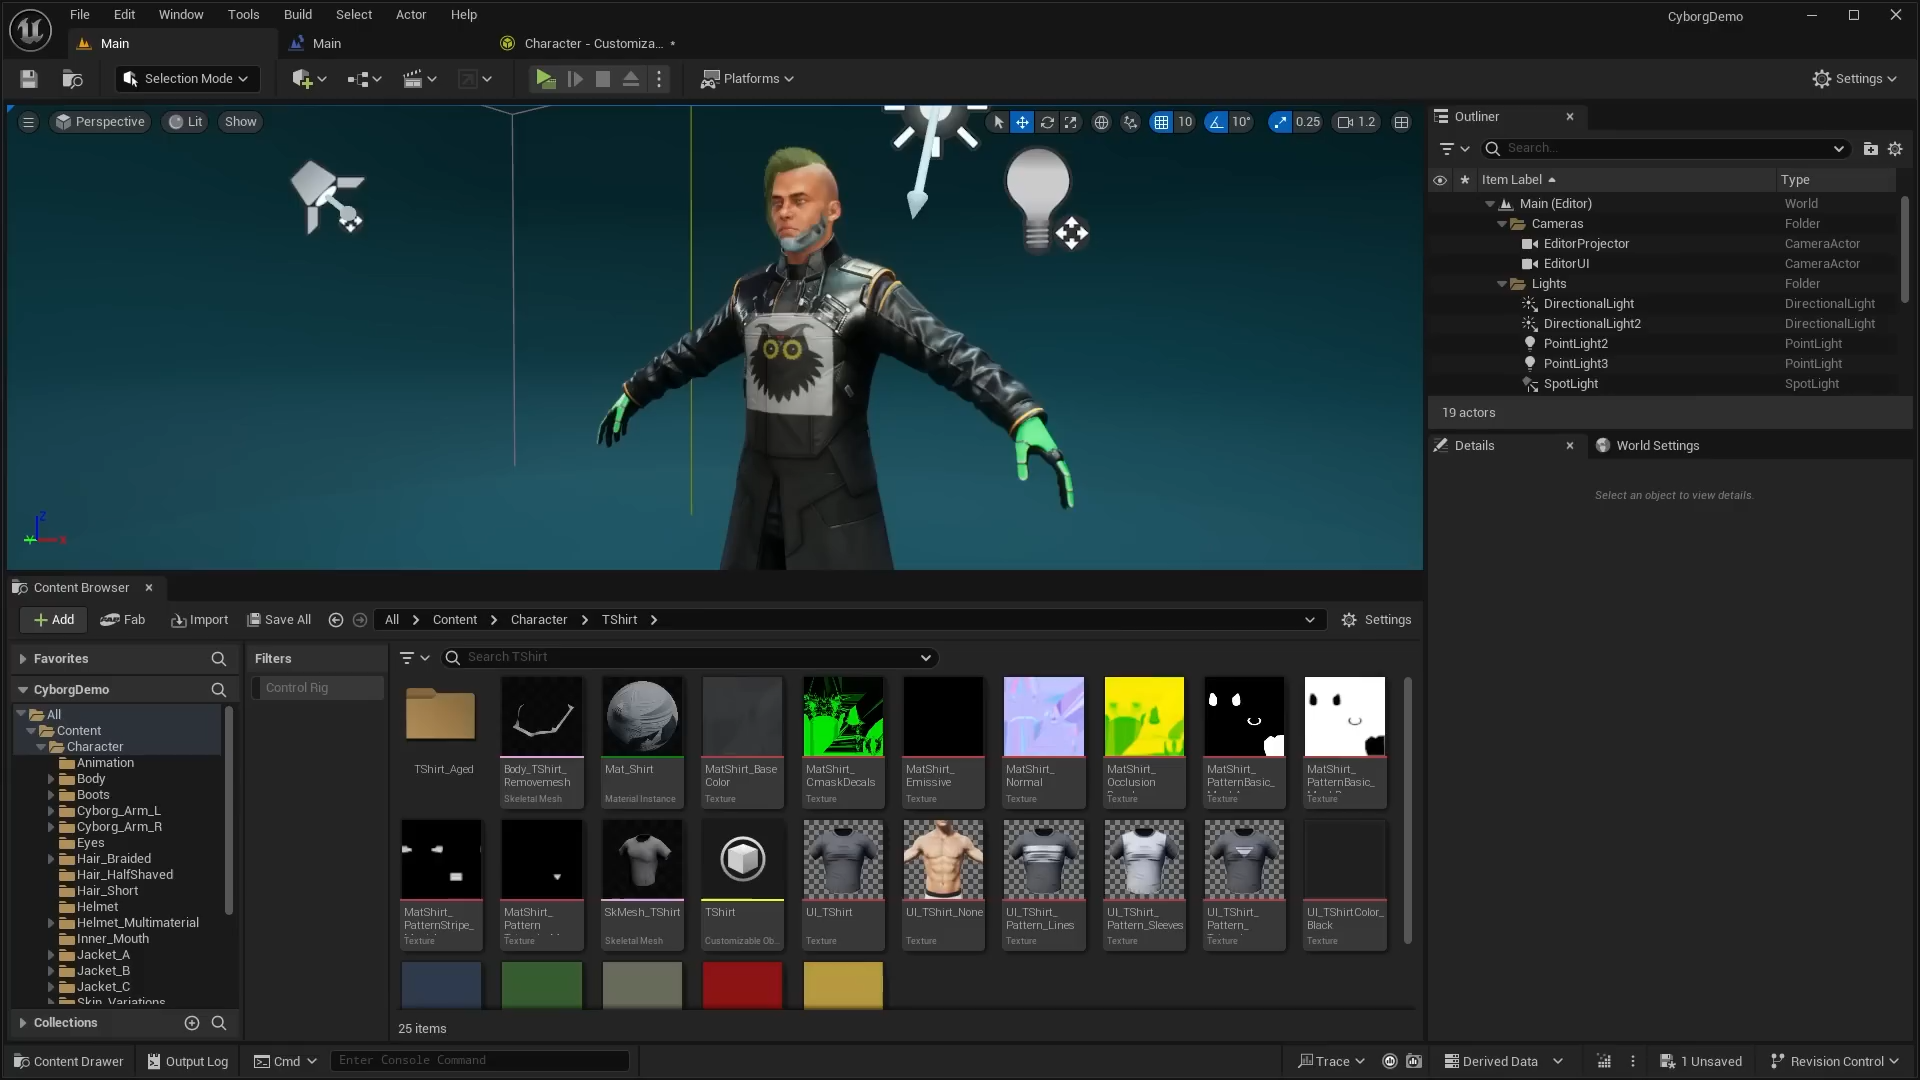 File Edit Window Tools Build Select Actor Help CyborgDemo
Main Main Character - Customiza... *
Selection Mode Platforms Settings
Perspective Lit Show 10 10° 0.25 1.2
Outliner
Search...
Item Label Type
Main (Editor) World
Cameras Folder
EditorProjector CameraActor
EditorUI CameraActor
Lights Folder
DirectionalLight DirectionalLight
DirectionalLight2 DirectionalLight
PointLight2 PointLight
PointLight3 PointLight
SpotLight SpotLight
19 actors
Details World Settings
Select an object to view details.
Z
Y X
Content Browser
Add Fab Import Save All All Content Character TShirt Settings
Favorites
CyborgDemo
All
Content
Character
Animation
Body
Boots
Cyborg_Arm_L
Cyborg_Arm_R
Eyes
Hair_Braided
Hair_HalfShaved
Hair_Short
Helmet
Helmet_Multimaterial
Inner_Mouth
Jacket_A
Jacket_B
Jacket_C
Skin_Variations
Collections
Filters
Control Rig
Search TShirt
TShirt_Aged
Body_TShirt_
Removemesh
Skeletal Mesh
Mat_Shirt
Material Instance
MatShirt_Base
Color
Texture
MatShirt_
CmaskDecals
Texture
MatShirt_
Emissive
Texture
MatShirt_
Normal
Texture
MatShirt_
Occlusion
Texture
MatShirt_
PatternBasic_
Texture
MatShirt_
PatternBasic_
Texture
MatShirt_
PatternStripe_
Texture
MatShirt_
Pattern
Texture
SkMesh_TShirt
Skeletal Mesh
TShirt
Customizable Ob...
UI_TShirt
Texture
UI_TShirt_None
Texture
UI_TShirt_
Pattern_Lines
Texture
UI_TShirt_
Pattern_Sleeves
Texture
UI_TShirt_
Pattern_
Texture
UI_TShirtColor_
Black
Texture
25 items
Content Drawer Output Log Cmd Enter Console Command Trace Derived Data 1 Unsaved Revision Control